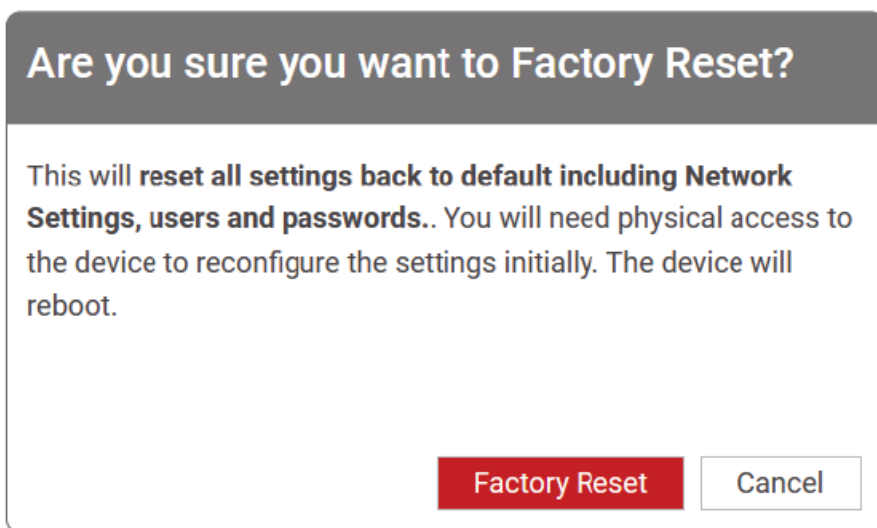 Are you sure you want to Factory Reset?
This will reset all settings back to default including Network
Settings, users and passwords.. You will need physical access to
the device to reconfigure the settings initially. The device will
reboot.
Factory Reset
Cancel